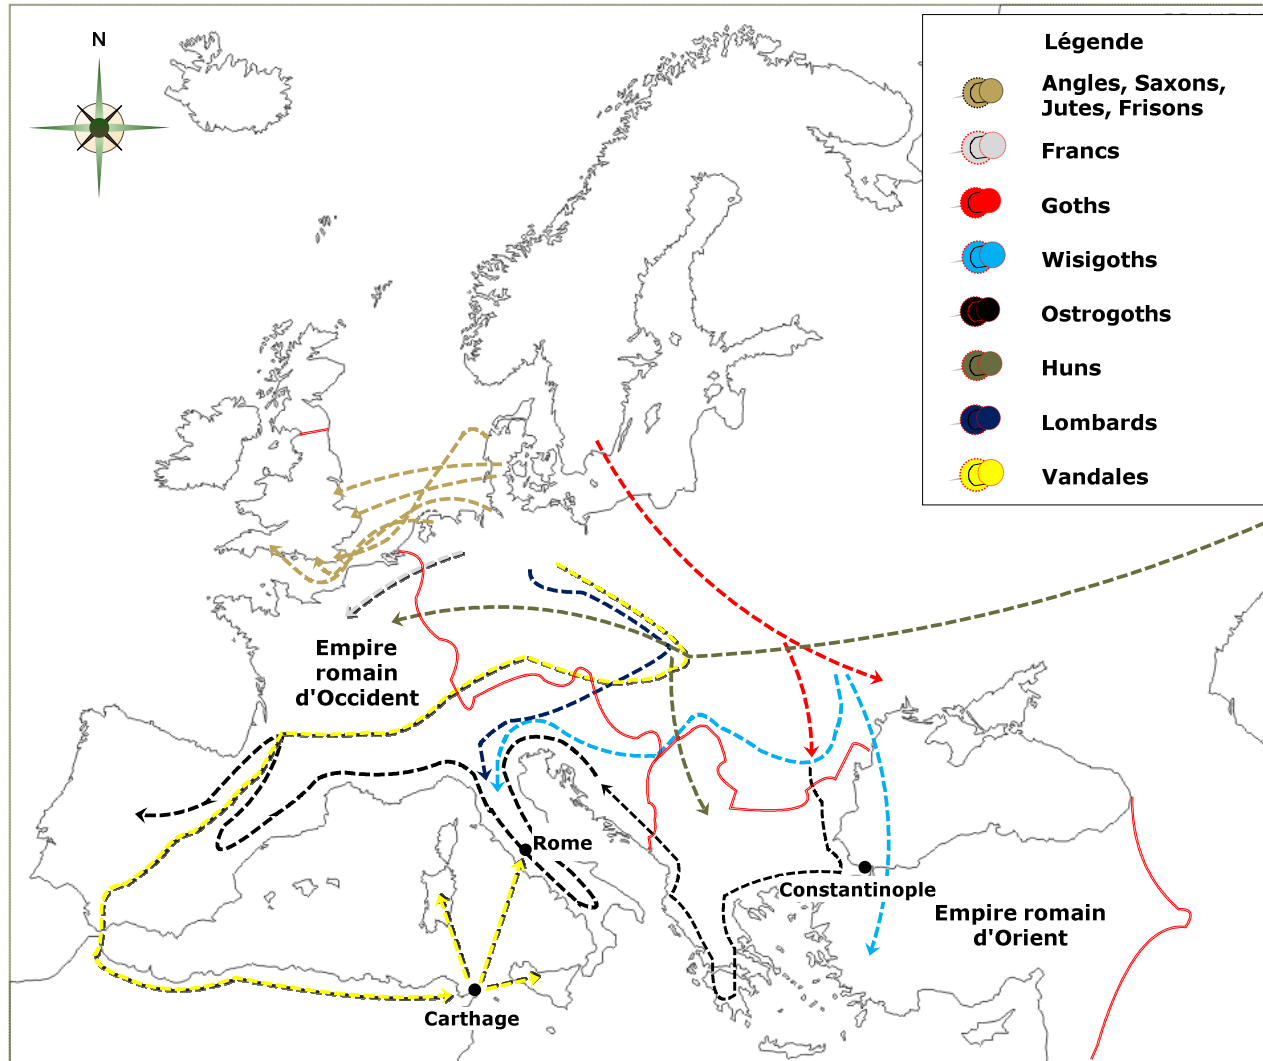 N
Légende
Angles, Saxons,
Jutes, Frisons
Francs
Goths
Wisigoths
Ostrogoths
Huns
Lombards
Vandales
Empire
romain
d'Occident
Rome
Constantinople
Empire romain
d'Orient
Carthage